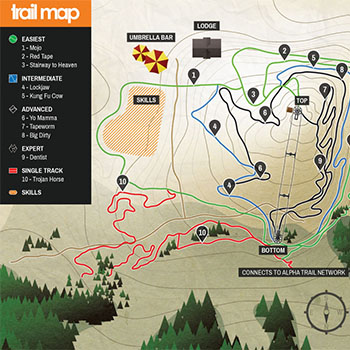 trail map
EASIEST
1 - Mojo
2 - Red Tape
3 - Stairway to Heaven
INTERMEDIATE
4 - Lockjaw
5 - Kung Fu Cow
ADVANCED
6 - Yo Mamma
7 - Tapeworm
8 - Big Dirty
EXPERT
9 - Dentist
SINGLE TRACK
10 - Trojan Horse
SKILLS
UMBRELLA BAR
LODGE
SKILLS
TOP
BOTTOM
CONNECTS TO ALPHA TRAIL NETWORK
1
2
5
8
3
6
7
4
6
9
4
10
10